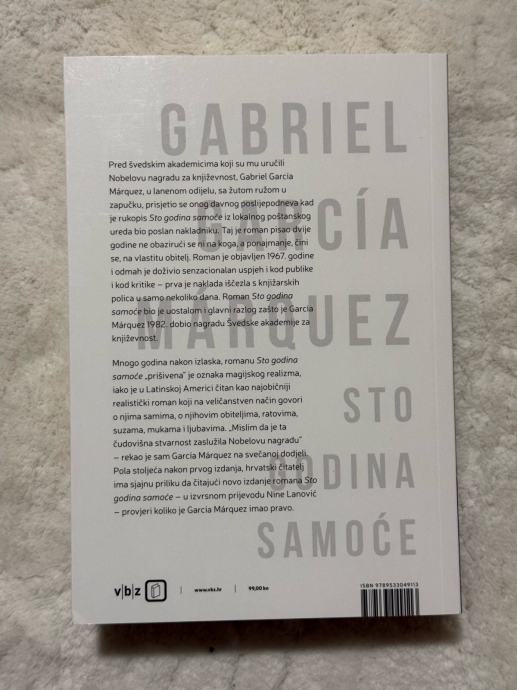 GABRIEL
GARCÍA
MÁRQUEZ
STO
GODINA
SAMOĆE
Pred švedskim akademicima koji su mu uručili
Nobelovu nagradu za književnost, Gabriel García
Márquez, u lanenom odijelu, sa žutom ružom u
zapučku, prisjetio se onog davnog poslijepodneva kad
je rukopis Sto godina samoće iz lokalnog poštanskog
ureda bio poslan nakladniku. Taj je roman pisao dvije
godine ne obazirući se ni na koga, a ponajmanje, čini
se, na vlastitu obitelj. Roman je objavljen 1967. godine
i odmah je doživio senzacionalan uspjeh i kod publike
i kod kritike – prva je naklada iščezla s knjižarskih
polica u samo nekoliko dana. Roman Sto godina
samoće bio je uostalom i glavni razlog zašto je García
Márquez 1982. dobio nagradu Švedske akademije za
književnost.
Mnogo godina nakon izlaska, romanu Sto godina
samoće „prišivena” je oznaka magijskog realizma,
iako je u Latinskoj Americi čitan kao najobičniji
realistički roman koji na veličanstven način govori
o njima samima, o njihovim obiteljima, ratovima,
suzama, mukama i ljubavima. „Mislim da je ta
čudovišna stvarnost zaslužila Nobelovu nagradu”
– rekao je sam García Márquez na svečanoj dodjeli.
Pola stoljeća nakon prvog izdanja, hrvatski čitatelj
ima sjajnu priliku da čitajući novo izdanje romana Sto
godina samoće – u izvrsnom prijevodu Nine Lanović
– provjeri koliko je García Márquez imao pravo.
v|b|z | www.vbz.hr | 99,00 kn
ISBN 9789533049113